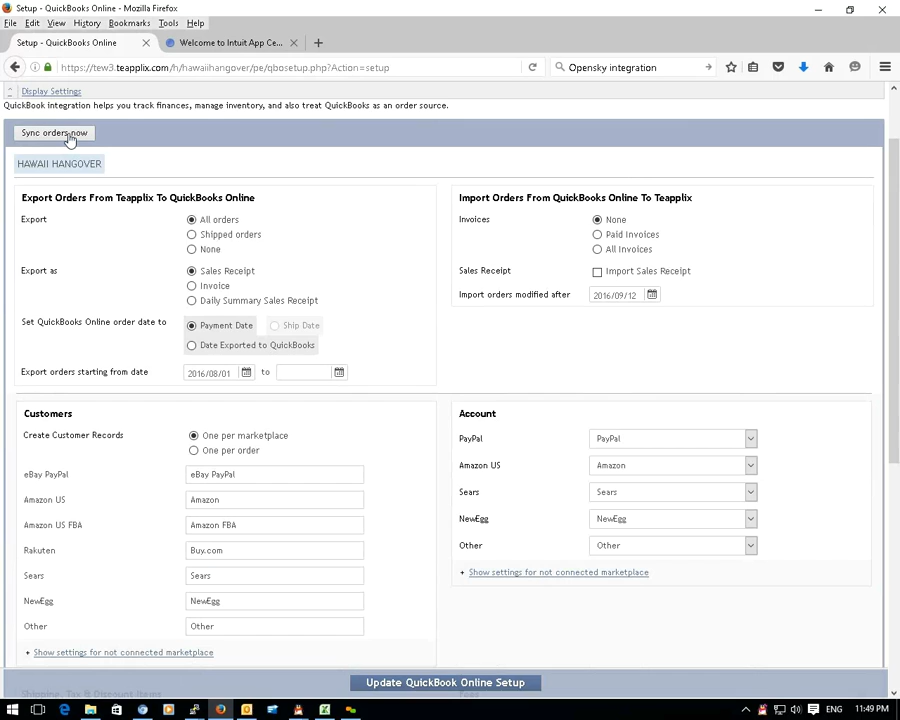 Setup - QuickBooks Online - Mozilla Firefox
File Edit View History Bookmarks Tools Help
Setup - QuickBooks Online
Welcome to Intuit App Ce...
https://tew3.teapplix.com/h/hawaiihangover/pe/qbosetup.php?Action=setup
Opensky integration
Display Settings
QuickBook integration helps you track finances, manage inventory, and also treat QuickBooks as an order source.
Sync orders now
HAWAII HANGOVER
Export Orders From Teapplix To QuickBooks Online
Export
All orders
Shipped orders
None
Export as
Sales Receipt
Invoice
Daily Summary Sales Receipt
Set QuickBooks Online order date to
Payment Date
Ship Date
Date Exported to QuickBooks
Export orders starting from date
2016/08/01
to
Import Orders From QuickBooks Online To Teapplix
Invoices
None
Paid Invoices
All Invoices
Sales Receipt
Import Sales Receipt
Import orders modified after
2016/09/12
Customers
Create Customer Records
One per marketplace
One per order
eBay PayPal
eBay PayPal
Amazon US
Amazon
Amazon US FBA
Amazon FBA
Rakuten
Buy.com
Sears
Sears
NewEgg
NewEgg
Other
Other
+ Show settings for not connected marketplace
Account
PayPal
PayPal
Amazon US
Amazon
Sears
Sears
NewEgg
NewEgg
Other
Other
+ Show settings for not connected marketplace
Update QuickBook Online Setup
Shipping, Tax & Discount Items
Fees
ENG
11:49 PM